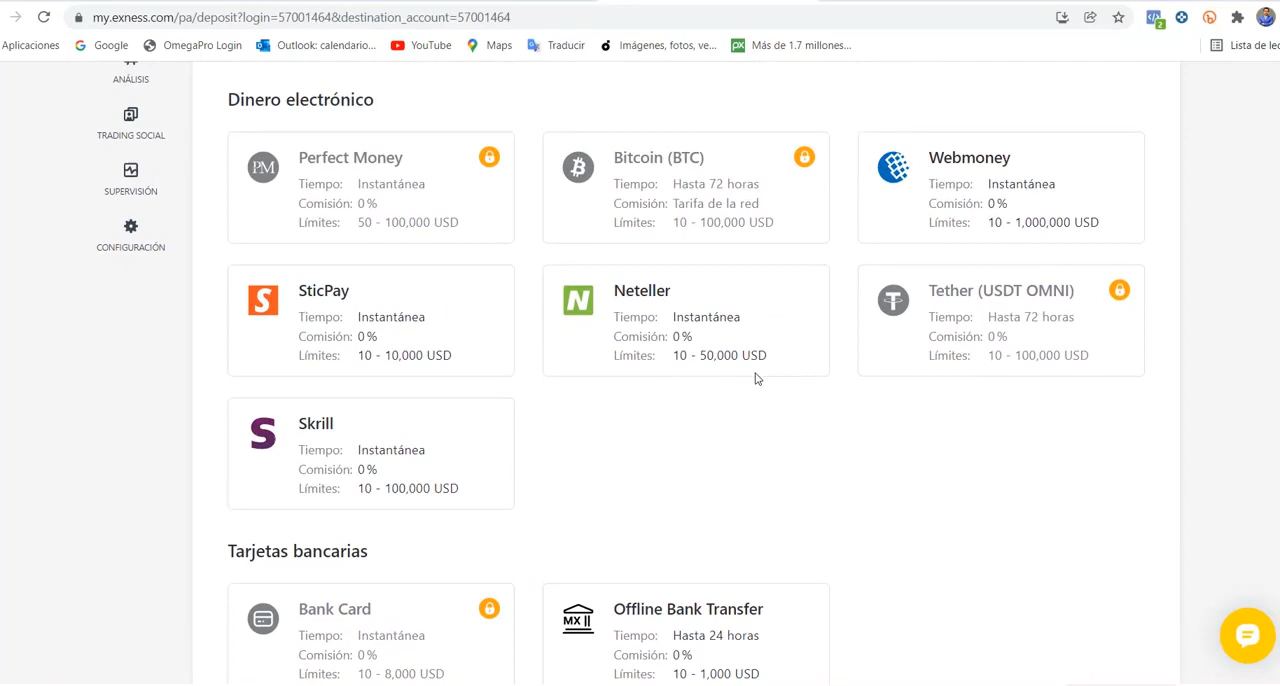 my.exness.com/pa/deposit?login=57001464&destination_account=57001464
2
Aplicaciones Google OmegaPro Login Outlook: calendario... YouTube Maps Traducir Imágenes, fotos, ve... px Más de 1.7 millones... Lista de lec
ANÁLISIS
TRADING SOCIAL
SUPERVISIÓN
CONFIGURACIÓN
Dinero electrónico
PM
Perfect Money
Tiempo: Instantánea
Comisión: 0 %
Límites: 50 - 100,000 USD
Bitcoin (BTC)
Tiempo: Hasta 72 horas
Comisión: Tarifa de la red
Límites: 10 - 100,000 USD
Webmoney
Tiempo: Instantánea
Comisión: 0 %
Límites: 10 - 1,000,000 USD
S
SticPay
Tiempo: Instantánea
Comisión: 0 %
Límites: 10 - 10,000 USD
N
Neteller
Tiempo: Instantánea
Comisión: 0 %
Límites: 10 - 50,000 USD
Tether (USDT OMNI)
Tiempo: Hasta 72 horas
Comisión: 0 %
Límites: 10 - 100,000 USD
S
Skrill
Tiempo: Instantánea
Comisión: 0 %
Límites: 10 - 100,000 USD
Tarjetas bancarias
Bank Card
Tiempo: Instantánea
Comisión: 0 %
Límites: 10 - 8,000 USD
MX
Offline Bank Transfer
Tiempo: Hasta 24 horas
Comisión: 0 %
Límites: 10 - 1,000 USD